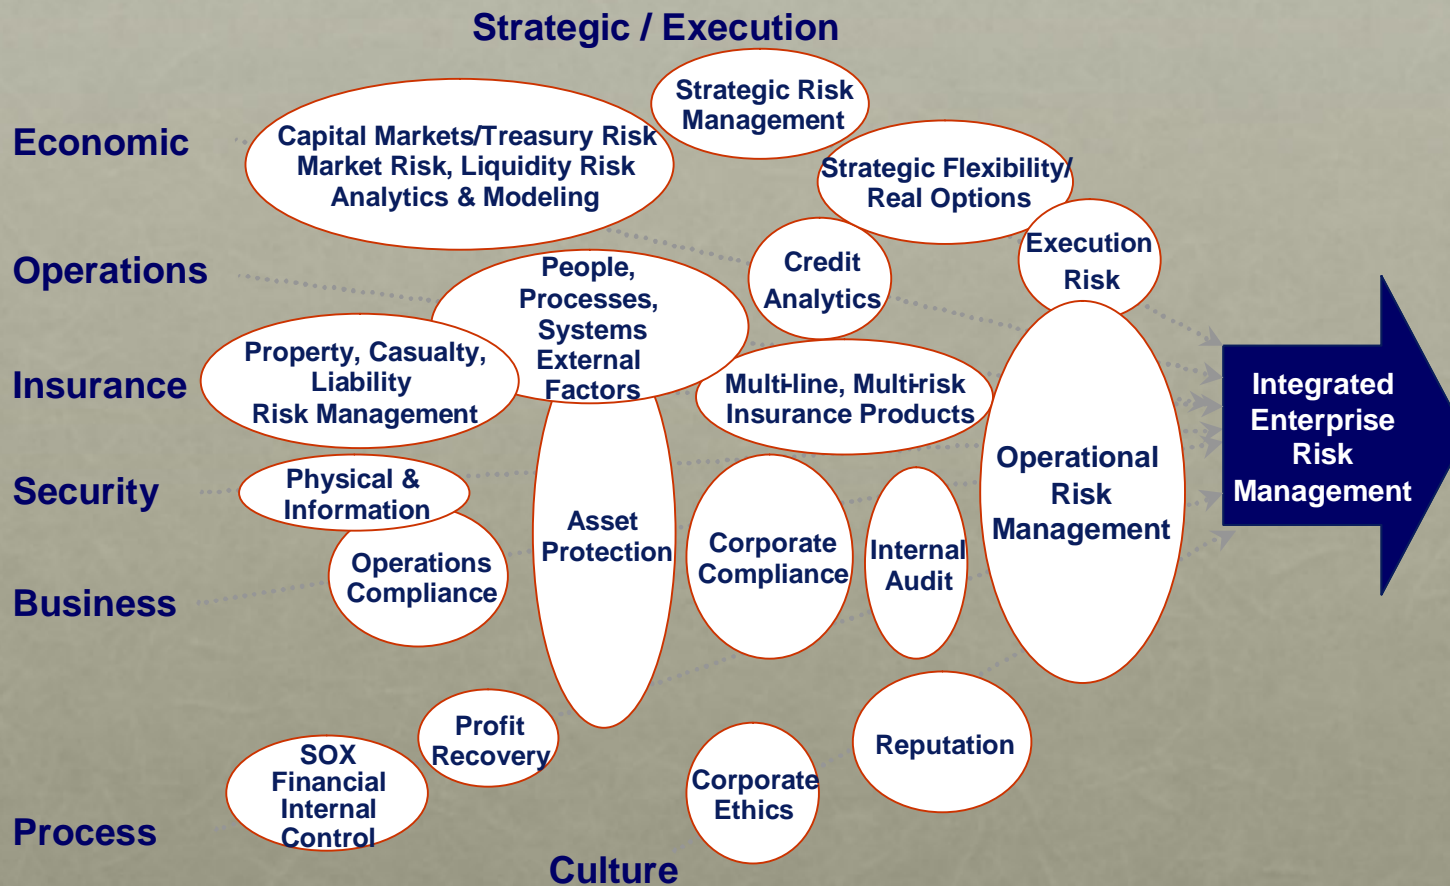 Strategic / Execution
Economic
Capital Markets/Treasury Risk
Market Risk, Liquidity Risk
Analytics & Modeling
Strategic Risk
Management
Strategic Flexibility/
Real Options
Execution
Risk
Operations
People,
Processes,
Systems
External
Factors
Credit
Analytics
Insurance
Property, Casualty,
Liability
Risk Management
Multi-line, Multi-risk
Insurance Products
Integrated
Enterprise
Risk
Management
Security
Physical &
Information
Asset
Protection
Operational
Risk
Management
Business
Operations
Compliance
Corporate
Compliance
Internal
Audit
Process
SOX
Financial
Internal
Control
Profit
Recovery
Corporate
Ethics
Reputation
Culture